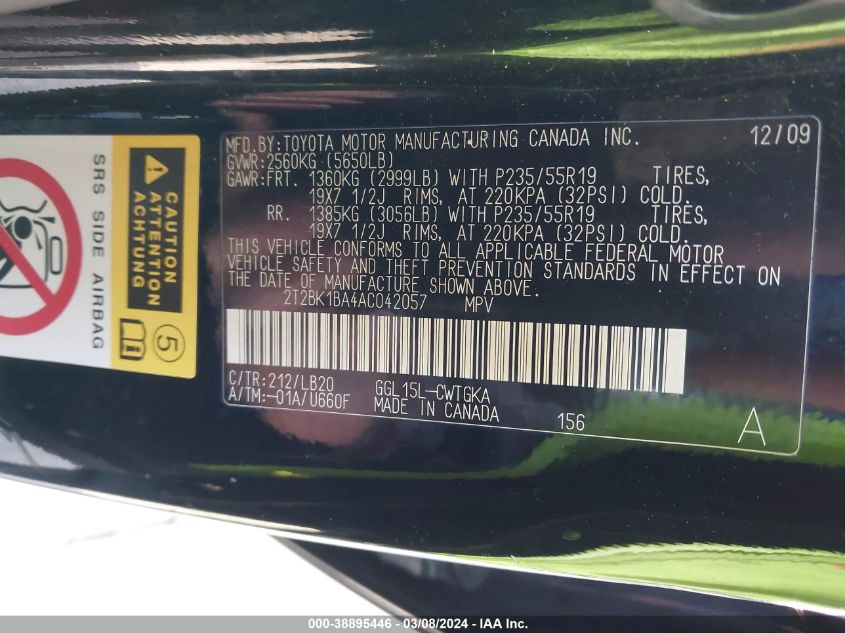 MFD.BY:TOYOTA MOTOR MANUFACTURING CANADA INC. 12/09
GVWR:2560KG (5650LB)
GAWR:FRT. 1360KG (2999LB) WITH P235/55R19 TIRES,
19X7 1/2J RIMS, AT 220KPA (32PSI) COLD.
RR. 1385KG (3056LB) WITH P235/55R19 TIRES,
19X7 1/2J RIMS, AT 220KPA (32PSI) COLD.
THIS VEHICLE CONFORMS TO ALL APPLICABLE FEDERAL MOTOR
VEHICLE SAFETY AND THEFT PREVENTION STANDARDS IN EFFECT ON
THE DATE OF MANUFACTURE SHOWN ABOVE.
2T2BK1BA4AC042057 MPV
C/TR:212/LB20 GGL15L-CWTGKA
A/TM:-01A/U660F MADE IN CANADA 156 A
CAUTION
ATTENTION
ACHTUNG
5
SRS SIDE AIRBAG
000-38895446 - 03/08/2024 - IAA Inc.